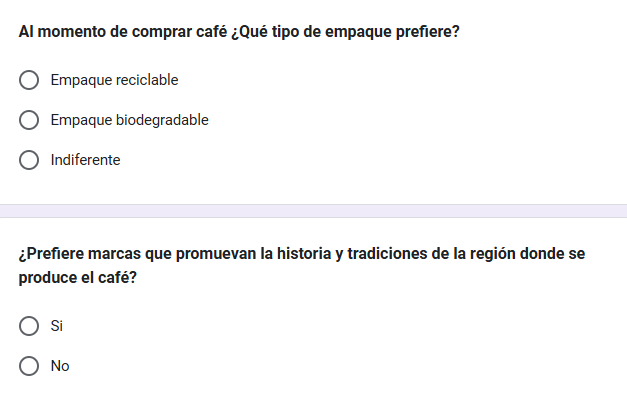 Al momento de comprar café ¿Qué tipo de empaque prefiere?
Empaque reciclable
Empaque biodegradable
Indiferente
¿Prefiere marcas que promuevan la historia y tradiciones de la región donde se
produce el café?
Si
No